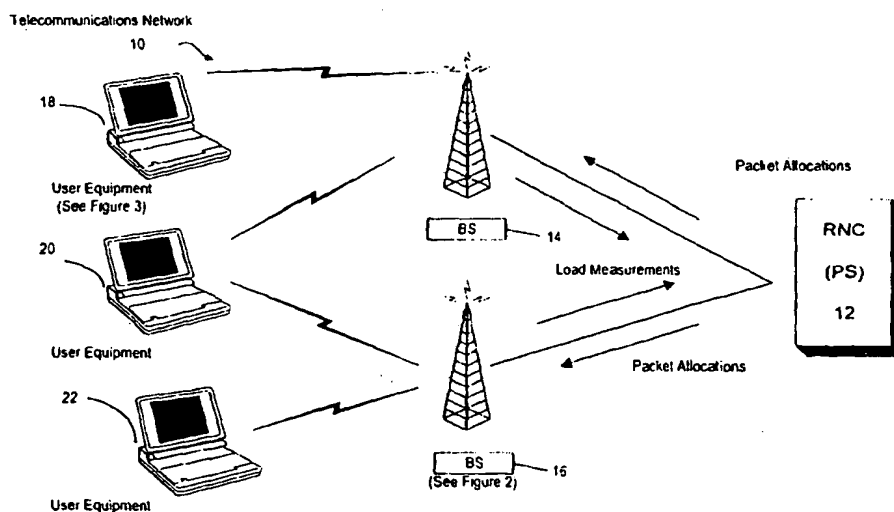 Telecommunications Network
10
18
User Equipment
(See Figure 3)
BS
14
Packet Allocations
RNC
(PS)
12
20
Load Measurements
User Equipment
Packet Allocations
22
BS
16
(See Figure 2)
User Equipment